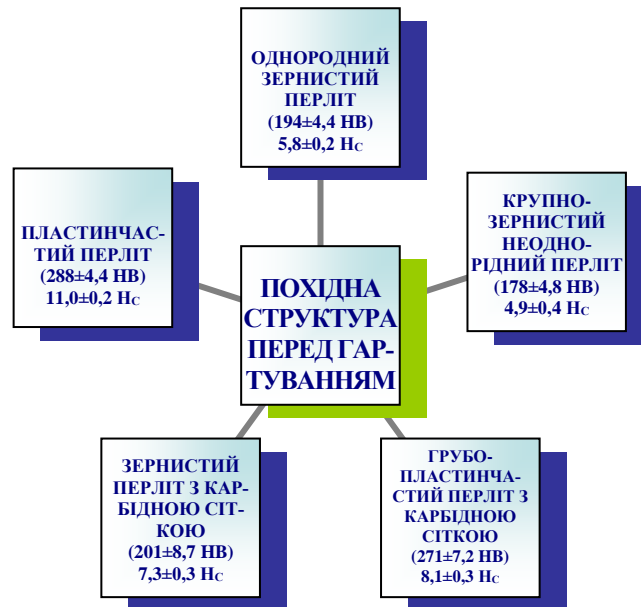 ОДНОРОДНИЙ
ЗЕРНИСТИЙ
ПЕРЛІТ
(194±4,4 НВ)
5,8±0,2 Нс
ПЛАСТИНЧАС-
ТИЙ ПЕРЛІТ
(288±4,4 НВ)
11,0±0,2 Нс
КРУПНО-
ЗЕРНИСТИЙ
НЕОДНО-
РІДНИЙ ПЕРЛІТ
(178±4,8 НВ)
4,9±0,4 Нс
ПОХІДНА
СТРУКТУРА
ПЕРЕД ГАР-
ТУВАННЯМ
ЗЕРНИСТИЙ
ПЕРЛІТ З КАР-
БІДНОЮ СІТ-
КОЮ
(201±8,7 НВ)
7,3±0,3 Нс
ГРУБО-
ПЛАСТИНЧА-
СТИЙ ПЕРЛІТ З
КАРБІДНОЮ
СІТКОЮ
(271±7,2 НВ)
8,1±0,3 Нс